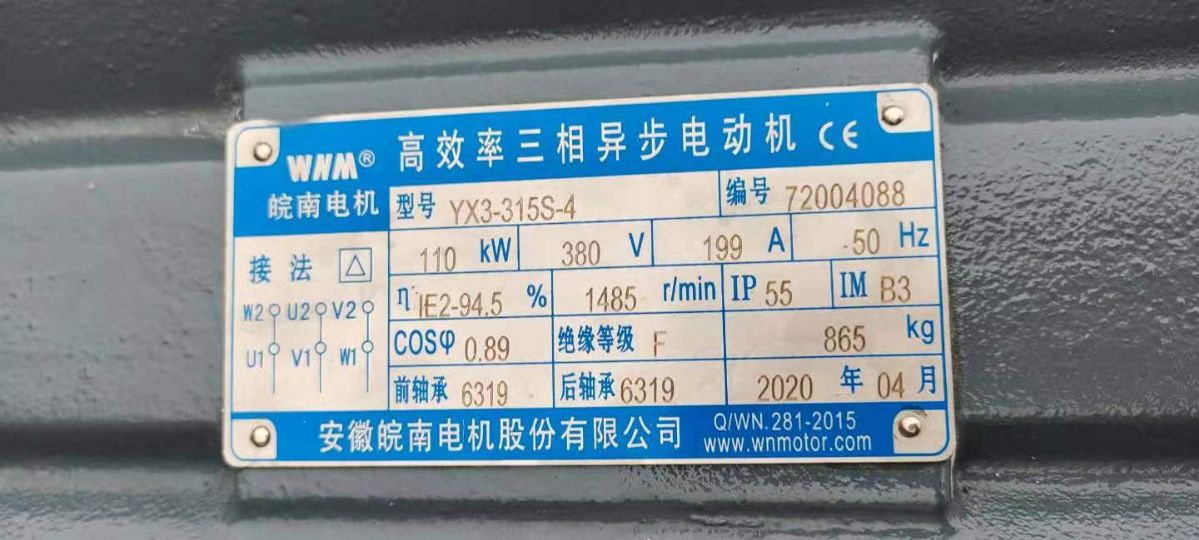 WNM® 高效率三相异步电动机 CE
皖南电机
型号 YX3-315S-4 编号 72004088
110 kW 380 V 199 A 50 Hz
接法 △
η IE2-94.5 % 1485 r/min IP 55 IM B3
W2 U2 V2
COSφ 0.89 绝缘等级 F 865 kg
U1 V1 W1
前轴承 6319 后轴承 6319 2020 年 04 月
安徽皖南电机股份有限公司 Q/WN.281-2015
www.wnmotor.com